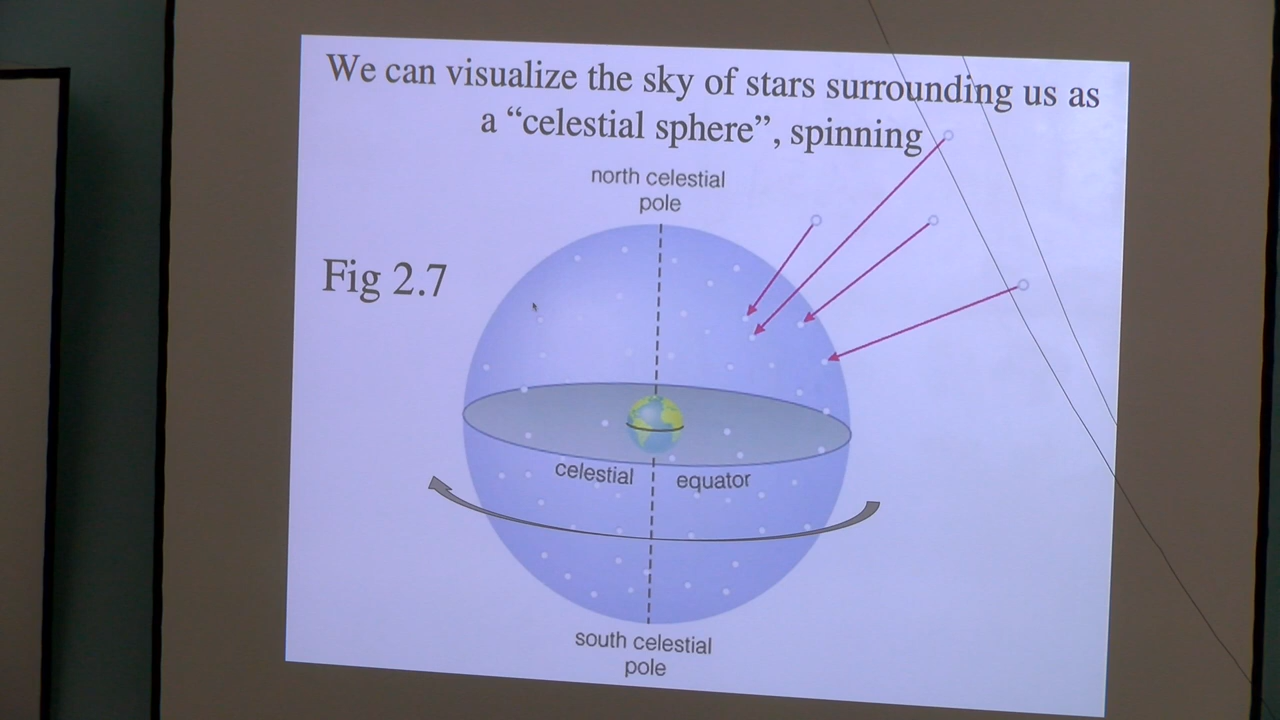 We can visualize the sky of stars surrounding us as
a “celestial sphere”, spinning
north celestial
pole
Fig 2.7
celestial equator
south celestial
pole